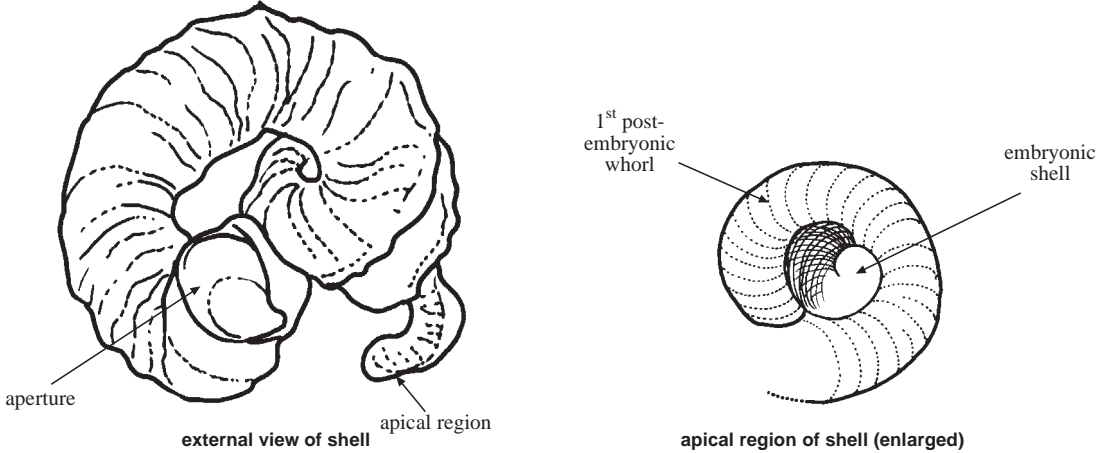 aperture
apical region
external view of shell
1st post-
embryonic
whorl
embryonic
shell
apical region of shell (enlarged)